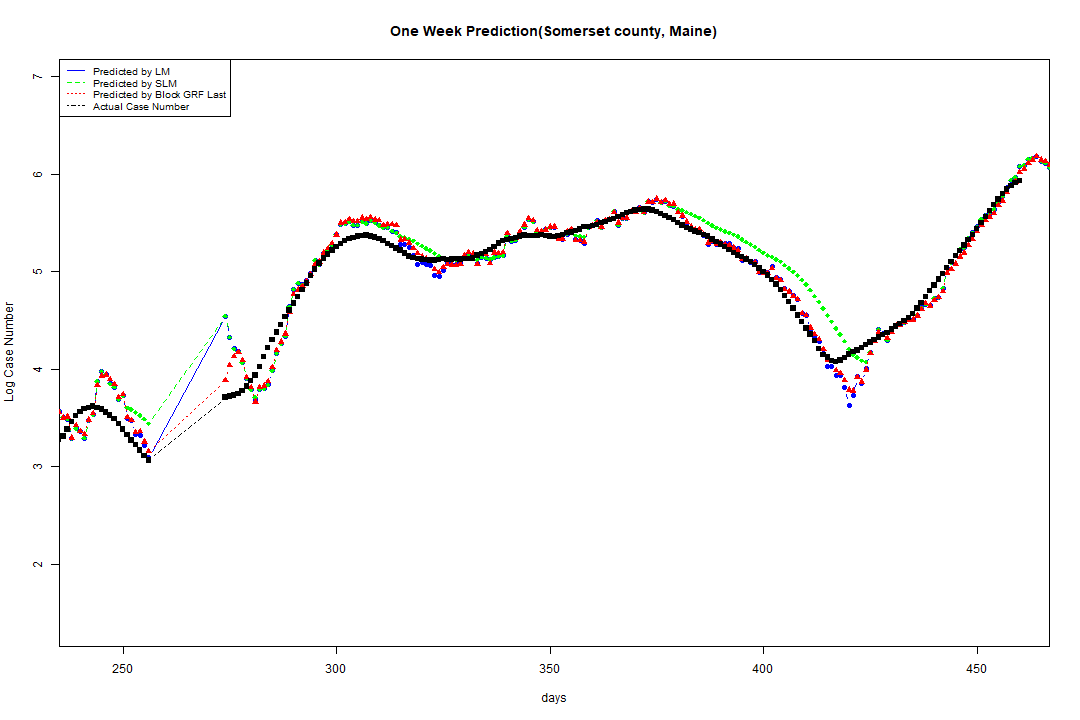 One Week Prediction(Somerset county, Maine)
Predicted by LM
Predicted by SLM
Predicted by Block GRF Last
Actual Case Number
7
6
5
4
3
2
Log Case Number
250 300 350 400 450
days